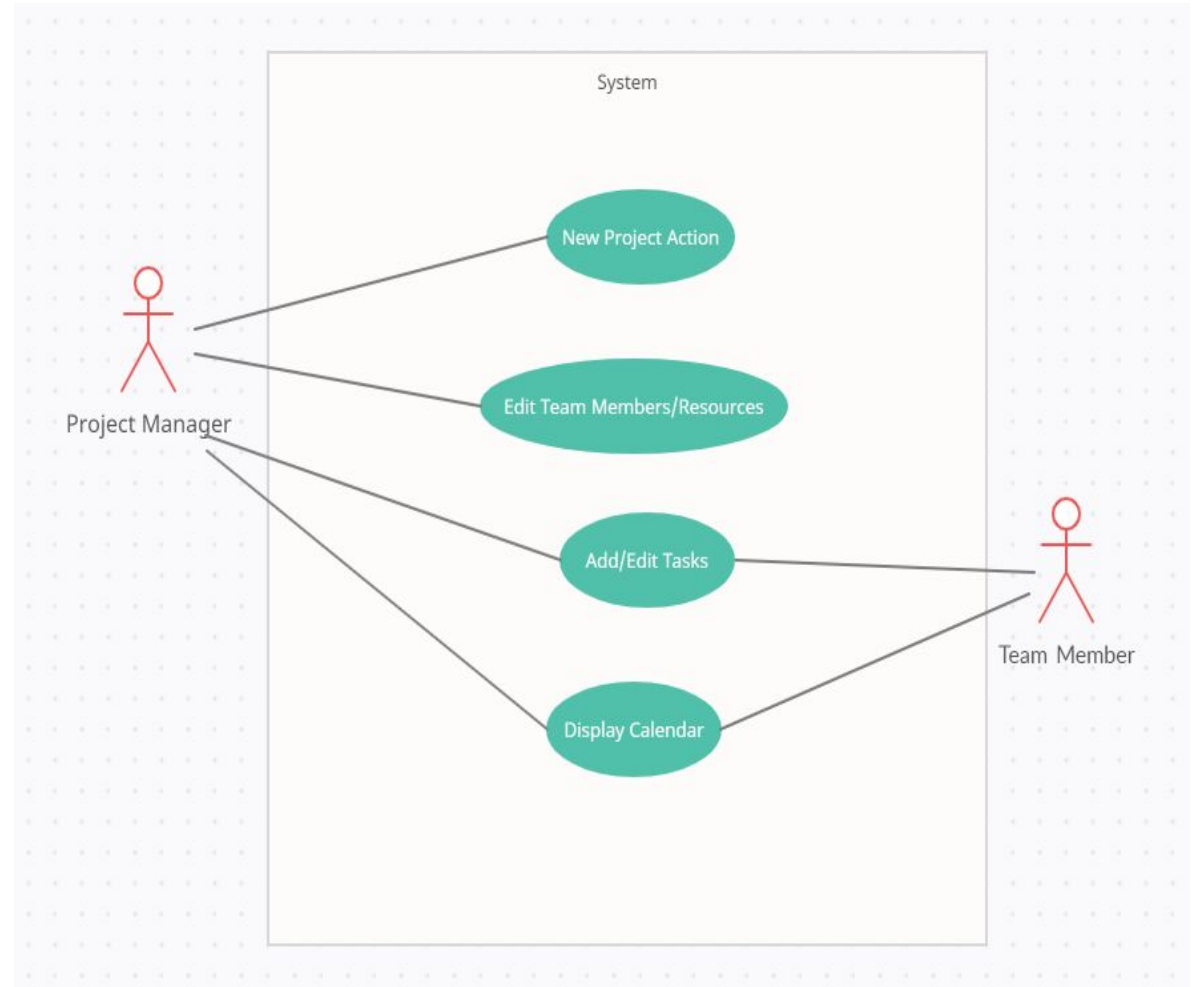 System
New Project Action
Project Manager
Edit Team Members/Resources
Add/Edit Tasks
Team Member
Display Calendar